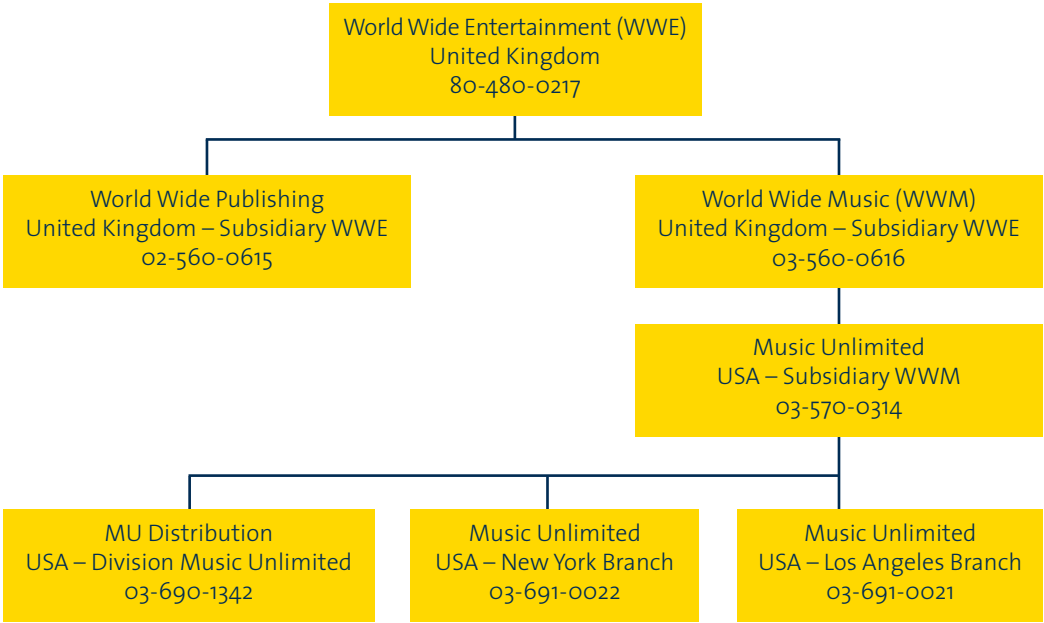 World Wide Entertainment (WWE)
United Kingdom
80-480-0217
World Wide Publishing
United Kingdom – Subsidiary WWE
02-560-0615
World Wide Music (WWM)
United Kingdom – Subsidiary WWE
03-560-0616
Music Unlimited
USA – Subsidiary WWM
03-570-0314
MU Distribution
USA – Division Music Unlimited
03-690-1342
Music Unlimited
USA – New York Branch
03-691-0022
Music Unlimited
USA – Los Angeles Branch
03-691-0021